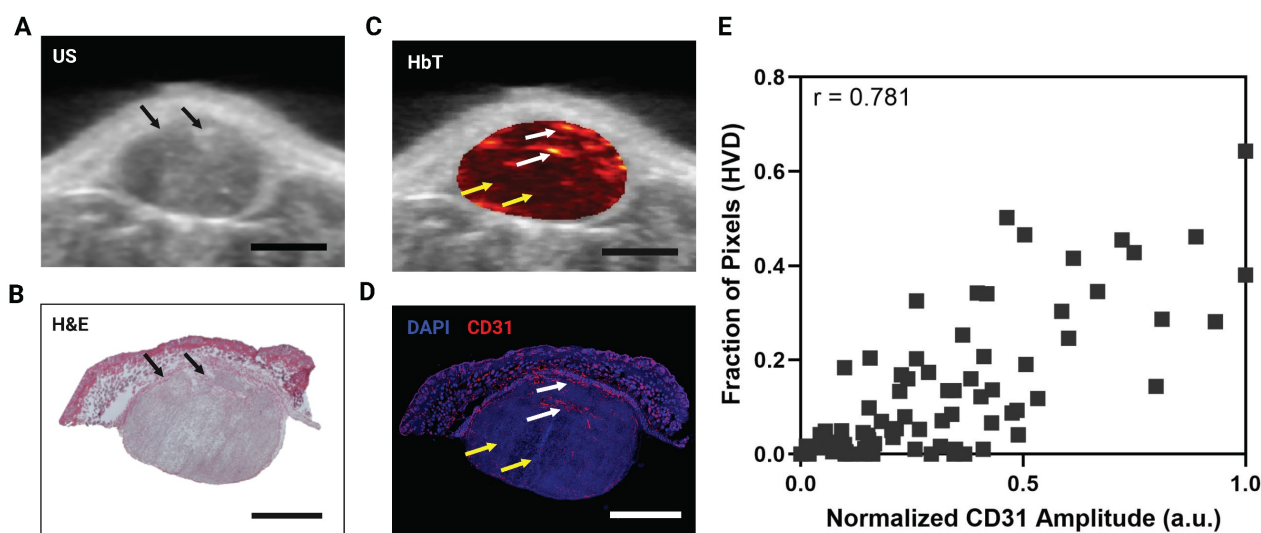 A
US
B
H&E
C
HbT
D
DAPI CD31
E
r = 0.781
Fraction of Pixels (HVD)
0.8
0.6
0.4
0.2
0.0
0.0 0.5 1.0
Normalized CD31 Amplitude (a.u.)